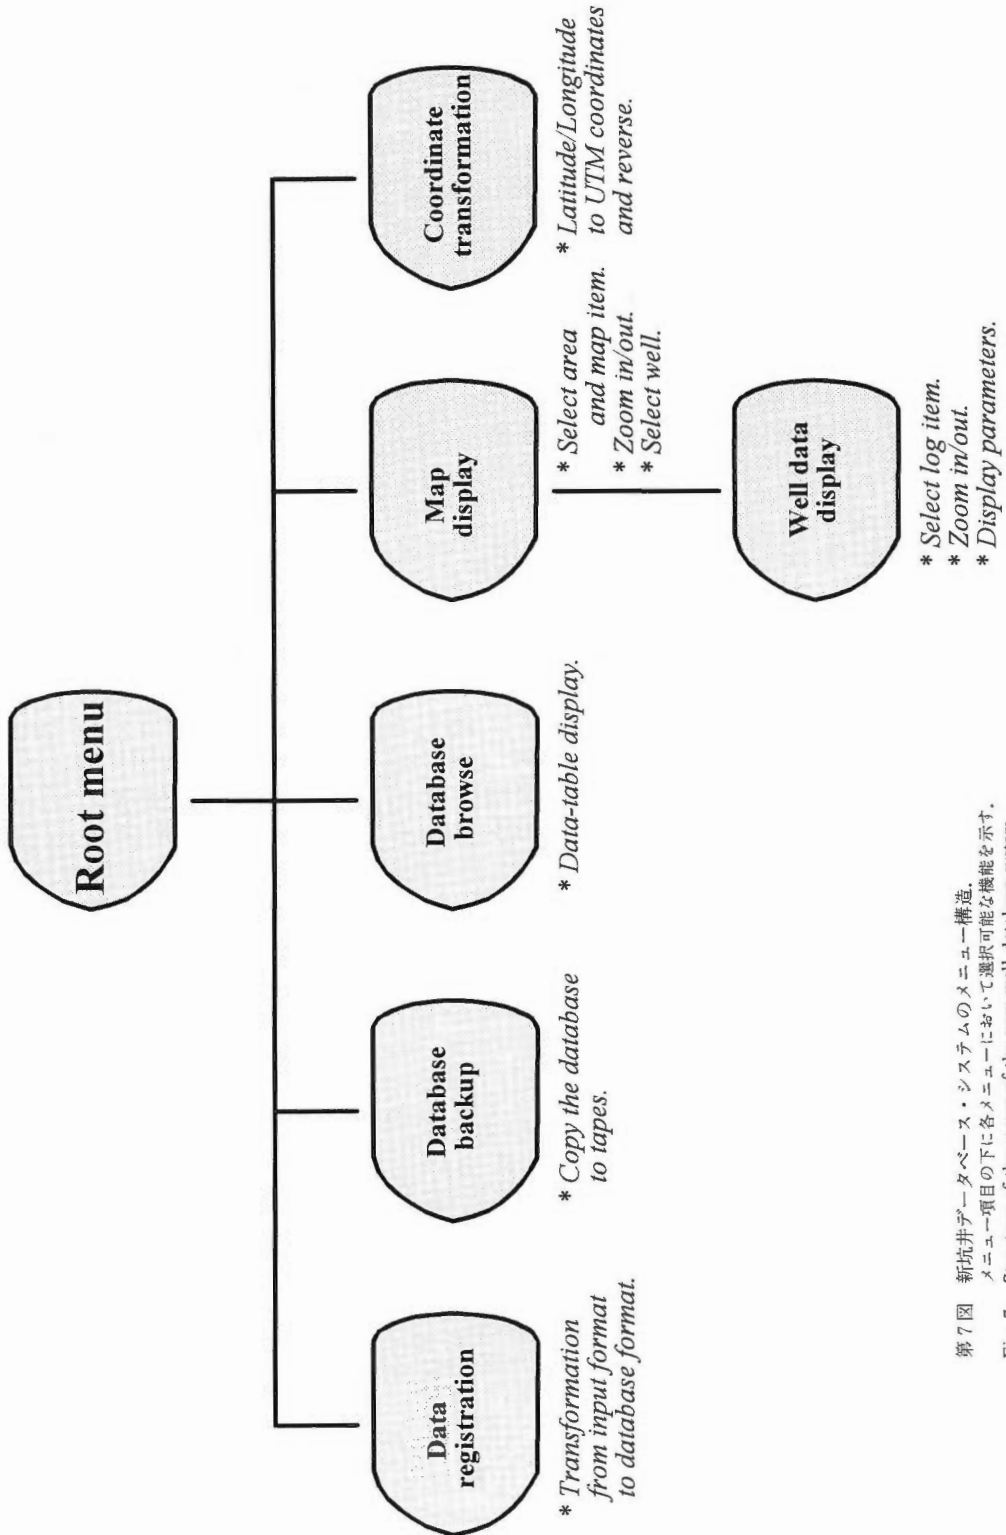 Root menu
Data
registration
* Transformation
from input format
to database format.
Database
backup
* Copy the database
to tapes.
Database
browse
* Data-table display.
Map
display
* Select area
and map item.
* Zoom in/out.
* Select well.
Coordinate
transformation
* Latitude/Longitude
to UTM coordinates
and reverse.
Well data
display
* Select log item.
* Zoom in/out.
* Display parameters.
第7図 新坑井データベース・システムのメニュー構造.
メニュー項目の下に各メニューにおいて選択可能な機能を示す.